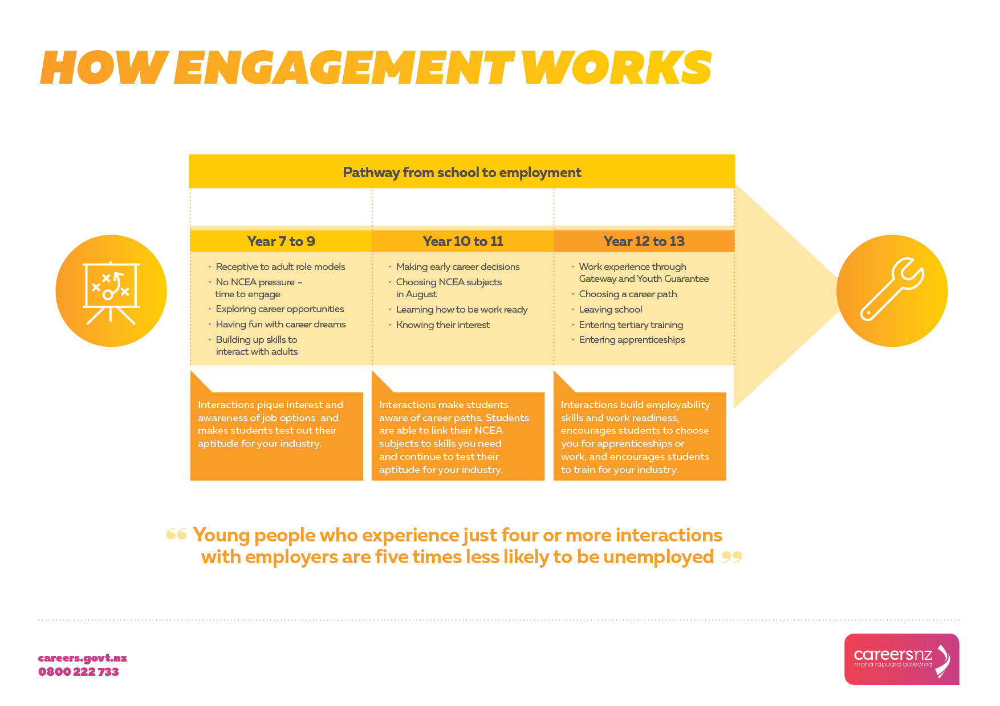 HOW ENGAGEMENT WORKS
Pathway from school to employment
Year 7 to 9
• Receptive to adult role models
• No NCEA pressure –
time to engage
• Exploring career opportunities
• Having fun with career dreams
• Building up skills to
interact with adults
Interactions pique interest and
awareness of job options and
makes students test out their
aptitude for your industry.
Year 10 to 11
• Making early career decisions
• Choosing NCEA subjects
in August
• Learning how to be work ready
• Knowing their interest
Interactions make students
aware of career paths. Students
are able to link their NCEA
subjects to skills you need
and continue to test their
aptitude for your industry.
Year 12 to 13
• Work experience through
Gateway and Youth Guarantee
• Choosing a career path
• Leaving school
• Entering tertiary training
• Entering apprenticeships
Interactions build employability
skills and work readiness,
encourages students to choose
you for apprenticeships or
work, and encourages students
to train for your industry.
“ Young people who experience just four or more interactions
with employers are five times less likely to be unemployed ”
careers.govt.nz
0800 222 733
careersnz
mana rapuara aotearoa